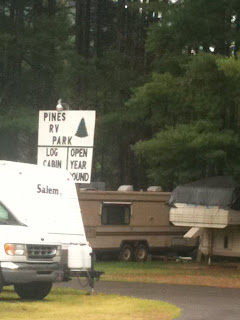 PINES
RV
PARK
LOG
CABIN
OPEN
YEAR
ROUND
Salem